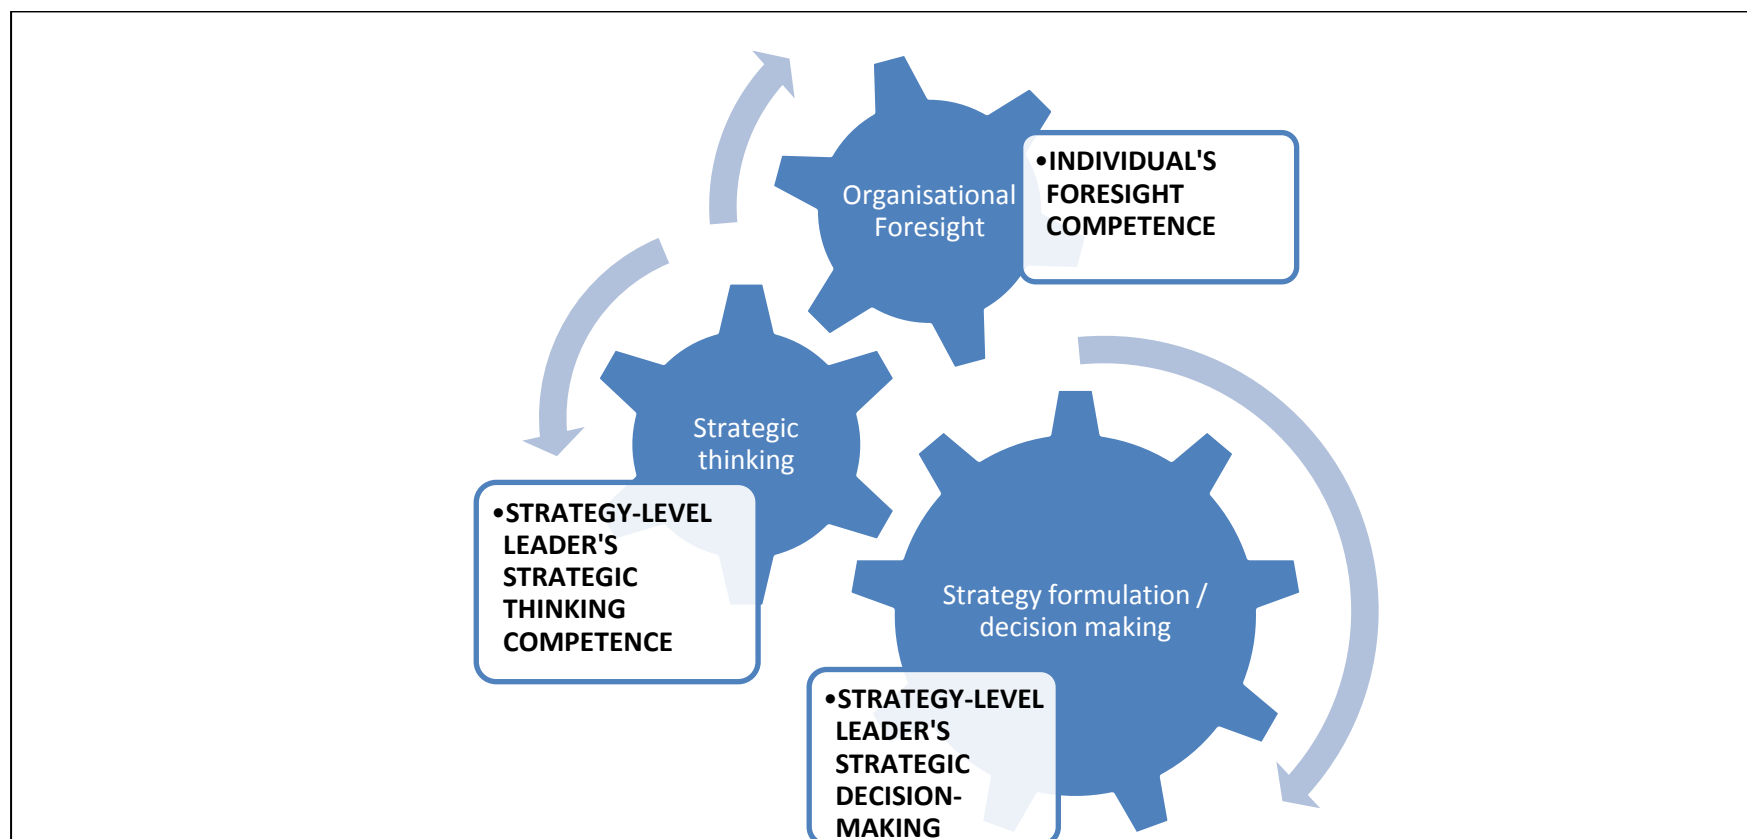 Organisational
Foresight
•INDIVIDUAL'S
FORESIGHT
COMPETENCE
Strategic
thinking
•STRATEGY-LEVEL
LEADER'S
STRATEGIC
THINKING
COMPETENCE
Strategy formulation /
decision making
•STRATEGY-LEVEL
LEADER'S
STRATEGIC
DECISION-
MAKING